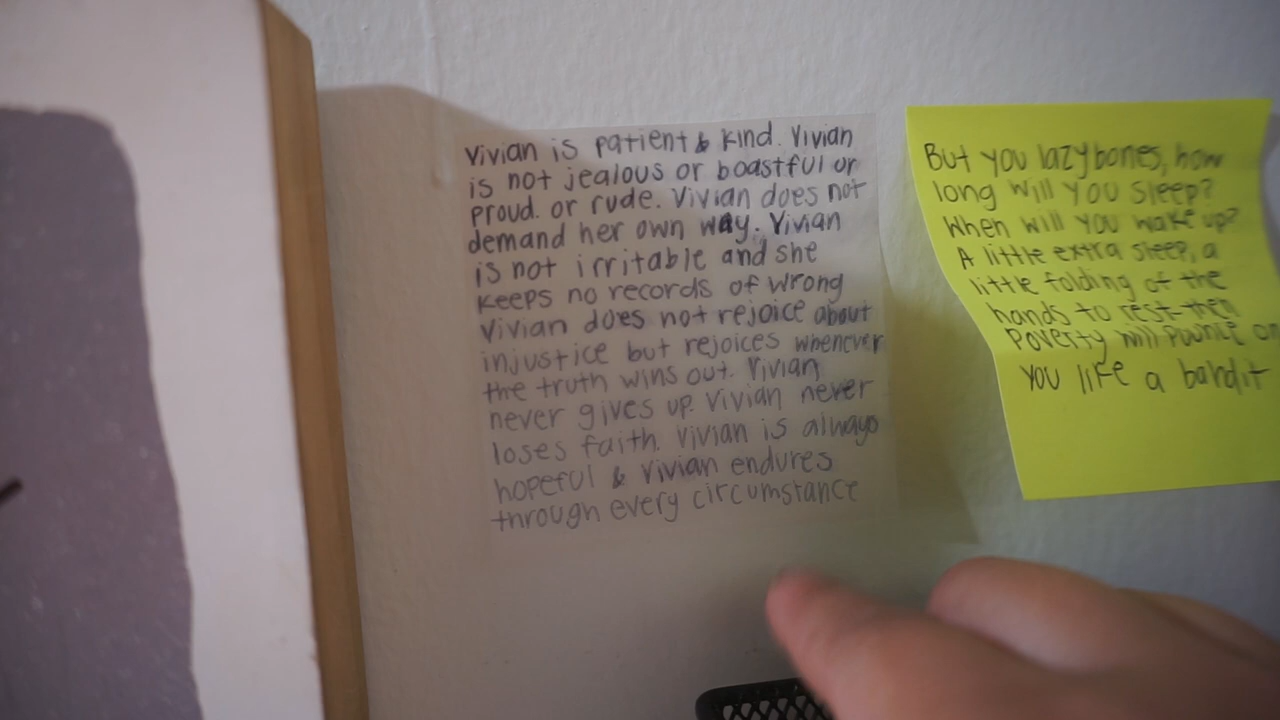 Vivian is patient & kind. Vivian
is not jealous or boastful or
proud. or rude. Vivian does not
demand her own way. Vivian
is not irritable and she
keeps no records of wrong
Vivian does not rejoice about
injustice but rejoices whenever
the truth wins out. Vivian
never gives up. Vivian never
loses faith. Vivian is always
hopeful & Vivian endures
through every circumstance
But you lazybones, how
long will you sleep?
When will you wake up?
A little extra sleep, a
little folding of the
hands to rest-then
poverty will pounce on
you like a bandit